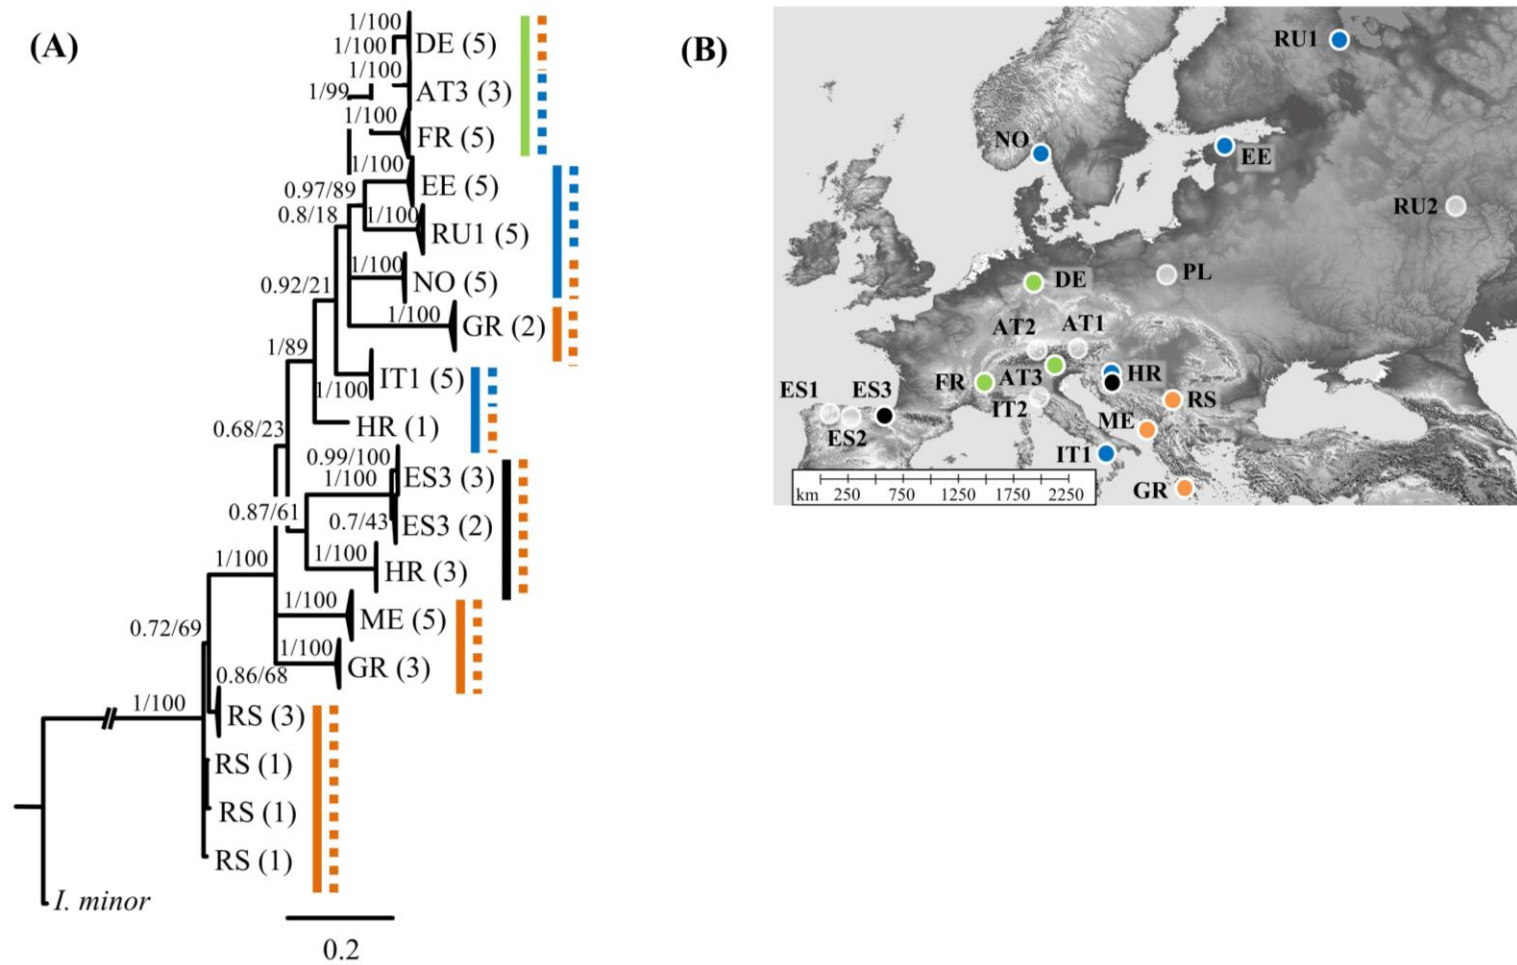 (A)
1/100
1/100
DE (5)
1/100
1/99
AT3 (3)
1/100
FR (5)
1/100
0.97/89
EE (5)
0.8/18
1/100
RU1 (5)
1/100
0.92/21
NO (5)
1/100
GR (2)
1/89
1/100
IT1 (5)
0.68/23
HR (1)
0.99/100
1/100
ES3 (3)
0.87/61
0.7/43
ES3 (2)
1/100
1/100
HR (3)
1/100
0.72/69
ME (5)
1/100
GR (3)
0.86/68
1/100
RS (3)
RS (1)
RS (1)
RS (1)
I. minor
0.2
(B)
RU1
NO
EE
RU2
DE
PL
AT2
AT1
FR
AT3
HR
ES1
ES3
IT2
RS
ES2
ME
IT1
GR
km 250 750 1250 1750 2250